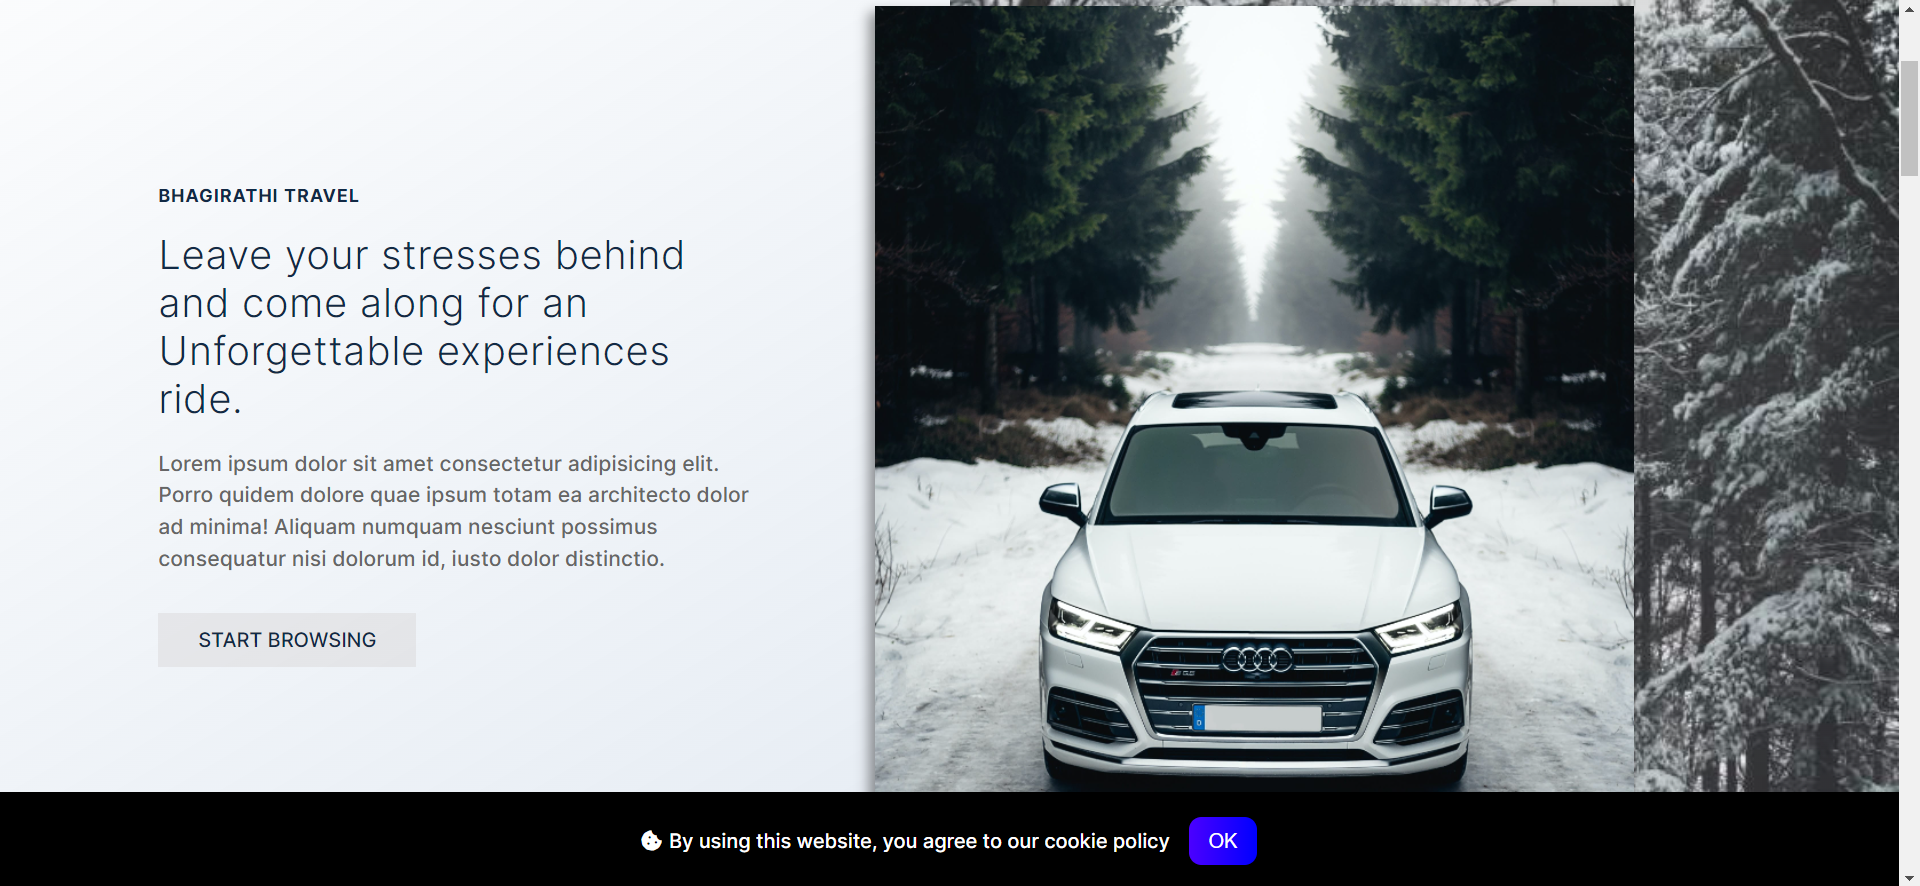 BHAGIRATHI TRAVEL
Leave your stresses behind
and come along for an
Unforgettable experiences
ride.
Lorem ipsum dolor sit amet consectetur adipisicing elit.
Porro quidem dolore quae ipsum totam ea architecto dolor
ad minima! Aliquam numquam nesciunt possimus
consequatur nisi dolorum id, iusto dolor distinctio.
START BROWSING
By using this website, you agree to our cookie policy
OK